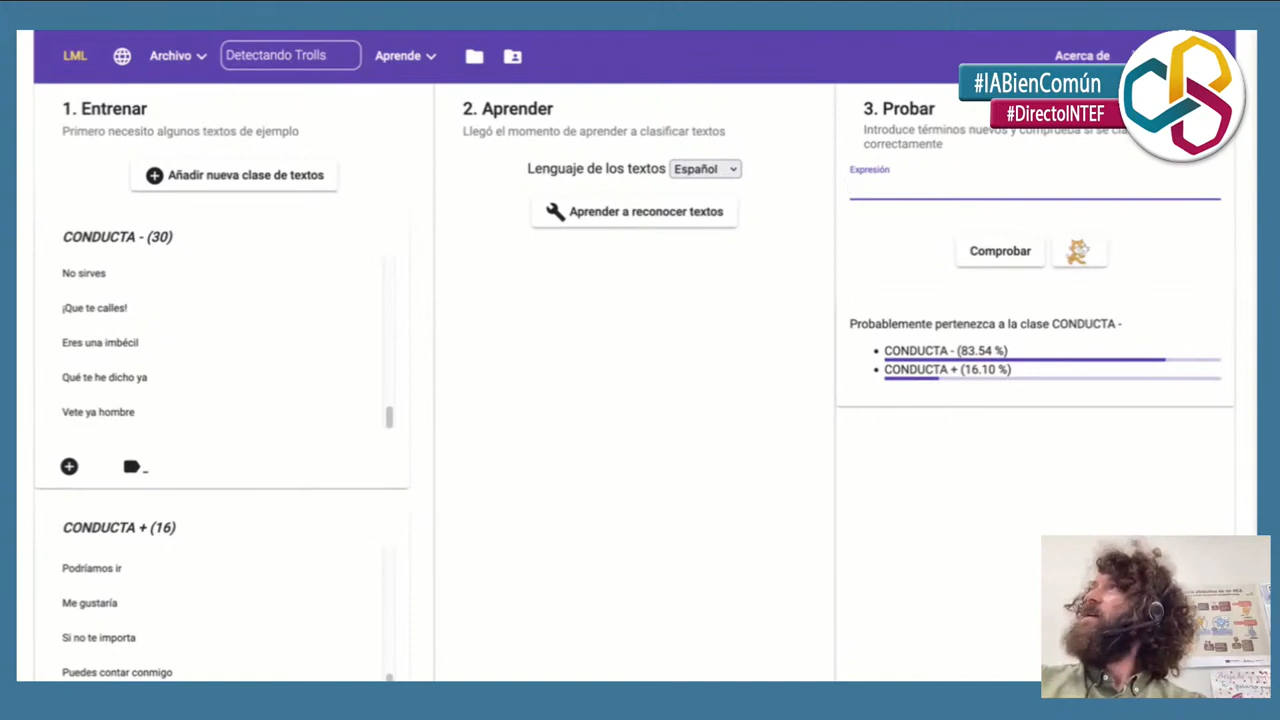 LML
Archivo
Detectando Trolls
Aprende
Acerca de
#IABienComún
#DirectoINTEF
1. Entrenar
Primero necesito algunos textos de ejemplo
Añadir nueva clase de textos
CONDUCTA - (30)
No sirves
¡Que te calles!
Eres una imbécil
Qué te he dicho ya
Vete ya hombre
CONDUCTA + (16)
Podríamos ir
Me gustaría
Si no te importa
Puedes contar conmigo
2. Aprender
Llegó el momento de aprender a clasificar textos
Lenguaje de los textos Español
Aprender a reconocer textos
3. Probar
Introduce términos nuevos y comprueba si se
correctamente
Expresión
Comprobar
Probablemente pertenezca a la clase CONDUCTA -
CONDUCTA - (83.54 %)
CONDUCTA + (16.10 %)